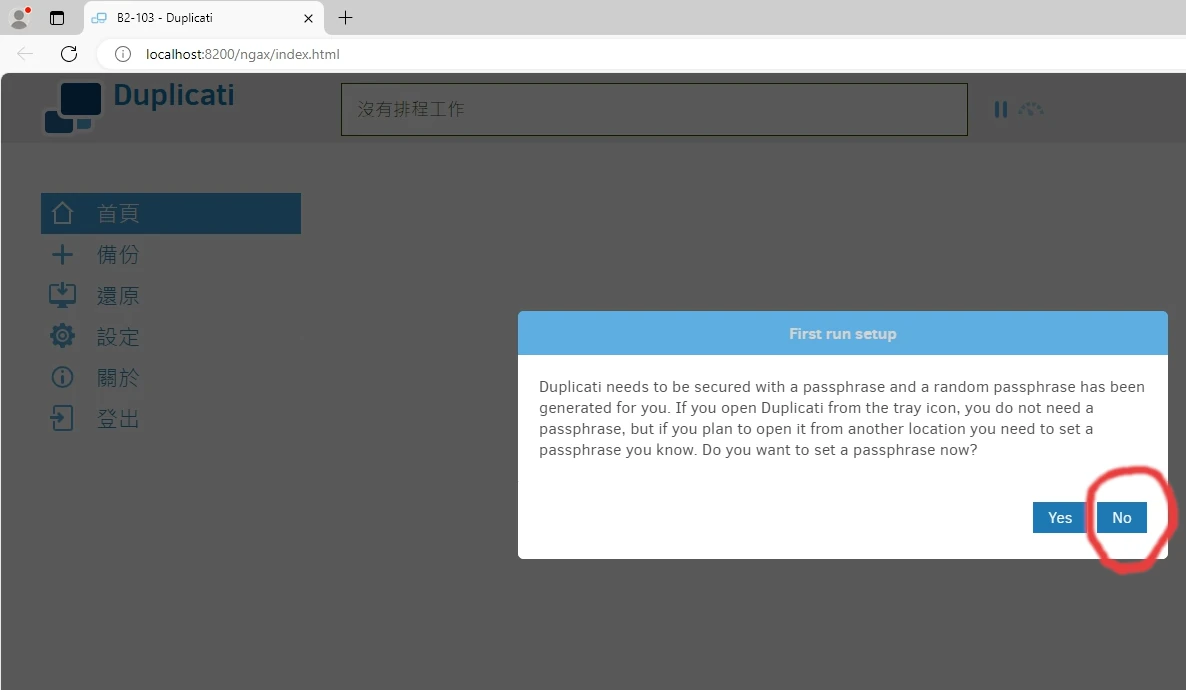 B2-103 - Duplicati
localhost:8200/ngax/index.html
Duplicati
沒有排程工作
首頁
備份
還原
設定
關於
登出
First run setup
Duplicati needs to be secured with a passphrase and a random passphrase has been
generated for you. If you open Duplicati from the tray icon, you do not need a
passphrase, but if you plan to open it from another location you need to set a
passphrase you know. Do you want to set a passphrase now?
Yes
No